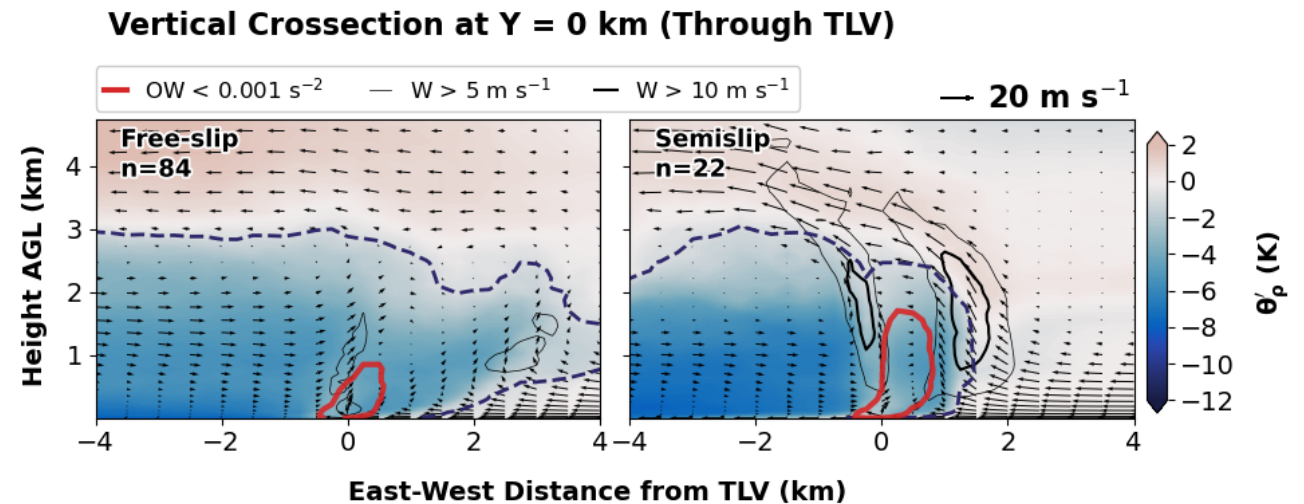 Vertical Crossection at Y = 0 km (Through TLV)
OW < 0.001 s⁻² W > 5 m s⁻¹ W > 10 m s⁻¹
20 m s⁻¹
Free-slip
n=84
Semislip
n=22
Height AGL (km)
4
3
2
1
−4 −2 0 2 4
−4 −2 0 2 4
2
0
−2
−4
−6
−8
−10
−12
θ′ρ (K)
East-West Distance from TLV (km)